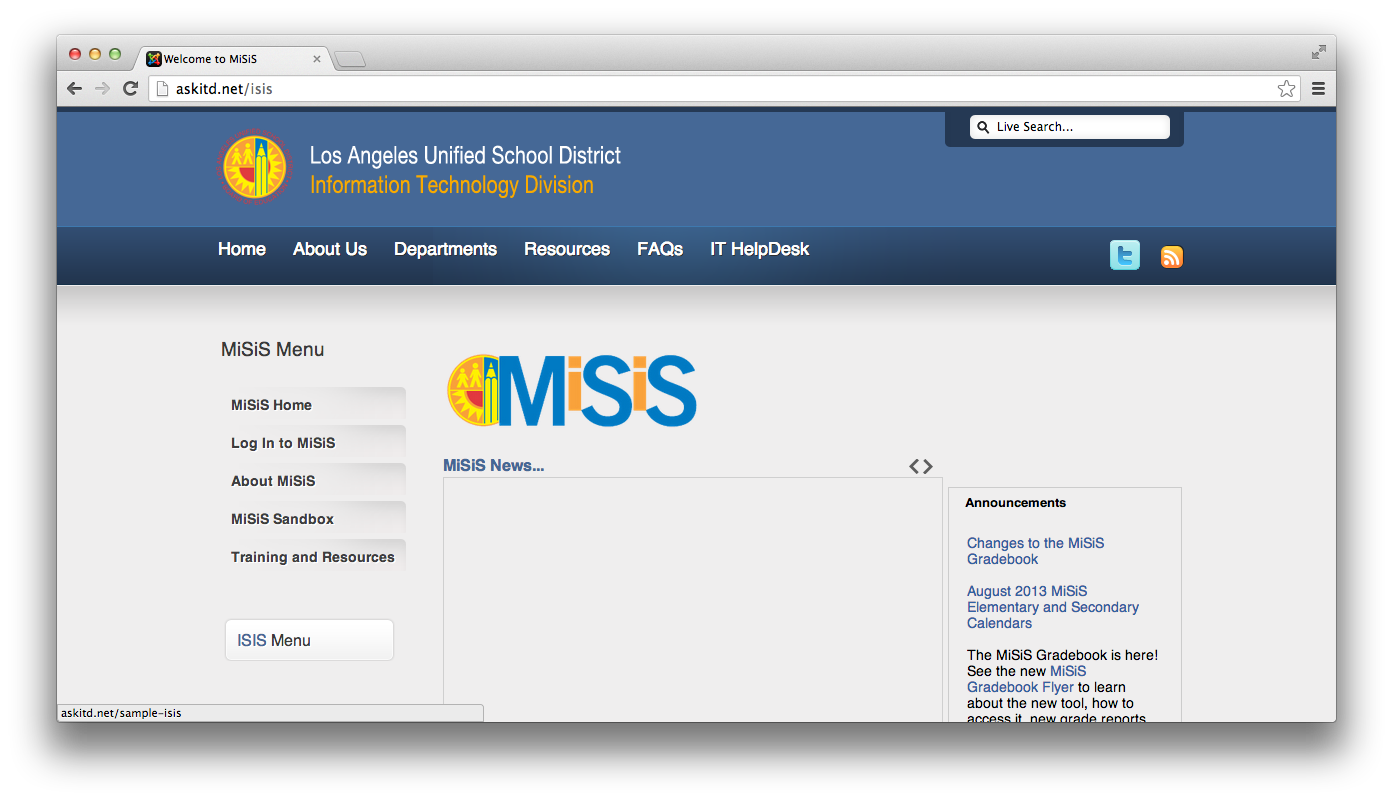 Welcome to MiSiS
askitd.net/isis
Live Search...
Los Angeles Unified School District
Information Technology Division
Home About Us Departments Resources FAQs IT HelpDesk
MiSiS Menu
MiSiS Home
Log In to MiSiS
About MiSiS
MiSiS Sandbox
Training and Resources
ISIS Menu
MiSiS
MiSiS News...
Announcements
Changes to the MiSiS
Gradebook
August 2013 MiSiS
Elementary and Secondary
Calendars
The MiSiS Gradebook is here!
See the new MiSiS
Gradebook Flyer to learn
about the new tool, how to
access it, new grade reports
askitd.net/sample-isis